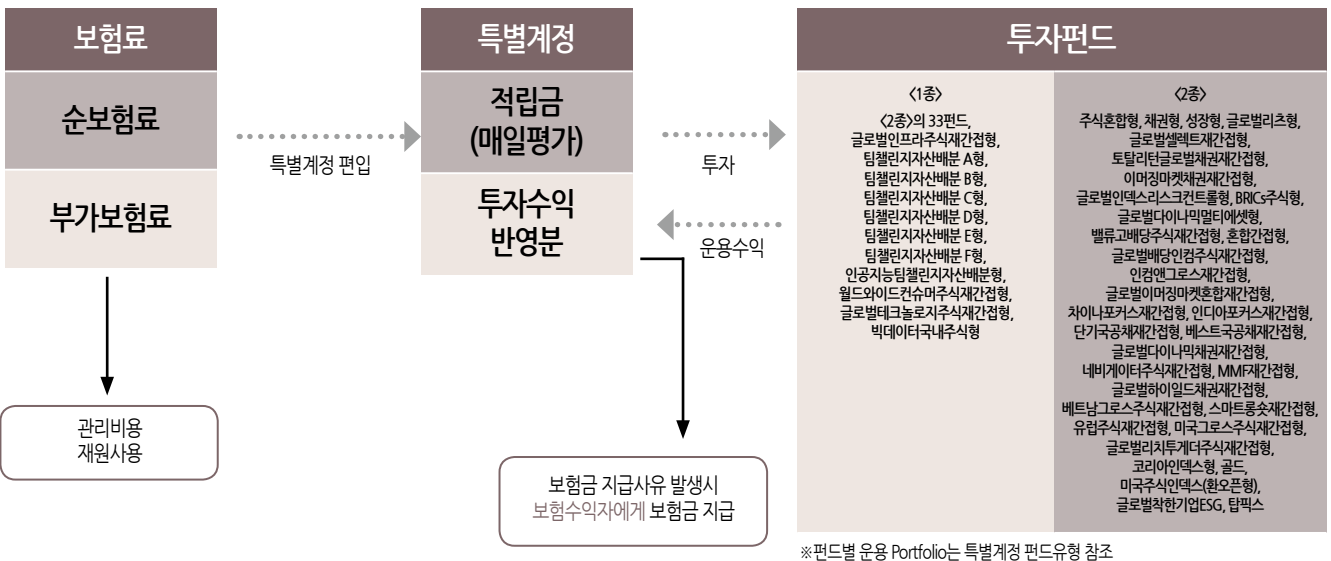 보험료
순보험료
부가보험료
관리비용
재원사용
특별계정 편입
특별계정
적립금
(매일평가)
투자수익
반영분
보험금 지급사유 발생시
보험수익자에게 보험금 지급
투자
운용수익
투자펀드
<1종>
<2종>의 33펀드,
글로벌인프라주식재간접형,
팀챌린지자산배분 A형,
팀챌린지자산배분 B형,
팀챌린지자산배분 C형,
팀챌린지자산배분 D형,
팀챌린지자산배분 E형,
팀챌린지자산배분 F형,
인공지능팀챌린지자산배분형,
월드와이드컨슈머주식재간접형,
글로벌테크놀로지주식재간접형,
빅데이터국내주식형
<2종>
주식혼합형, 채권형, 성장형, 글로벌리츠형,
글로벌셀렉트재간접형,
토탈리턴글로벌채권재간접형,
이머징마켓채권재간접형,
글로벌인덱스리스크컨트롤형, BRICs주식형,
글로벌다이나믹멀티에셋형,
밸류고배당주식재간접형, 혼합간접형,
글로벌배당인컴주식재간접형,
인컴앤그로스재간접형,
글로벌이머징마켓혼합재간접형,
차이나포커스재간접형, 인디아포커스재간접형,
단기국공채재간접형, 베스트국공채재간접형,
글로벌다이나믹채권재간접형,
네비게이터주식재간접형, MMF재간접형,
글로벌하이일드채권재간접형,
베트남그로스주식재간접형, 스마트롱숏재간접형,
유럽주식재간접형, 미국그로스주식재간접형,
글로벌리치투게더주식재간접형,
코리아인덱스형, 골드,
미국주식인덱스(환오픈형),
글로벌착한기업ESG, 탑픽스
※펀드별 운용 Portfolio는 특별계정 펀드유형 참조